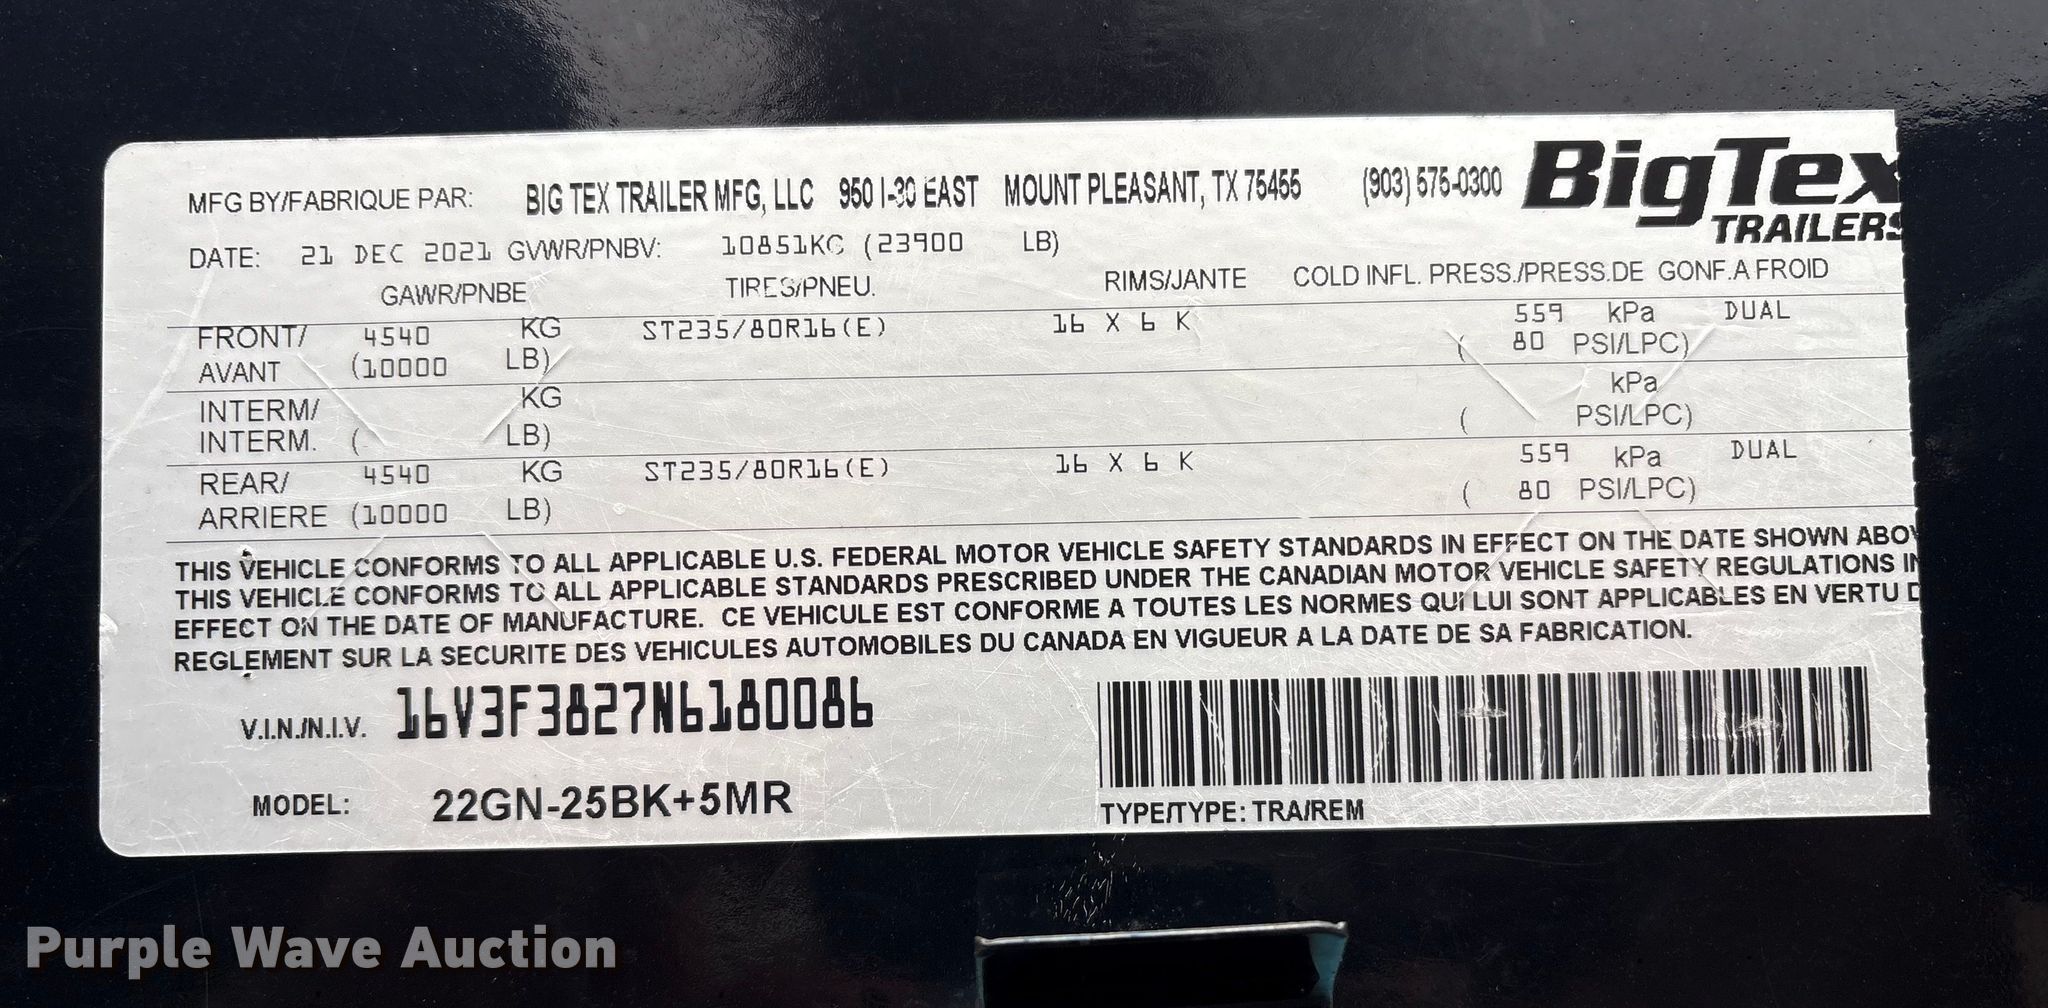 MFG BY/FABRIQUE PAR: BIG TEX TRAILER MFG, LLC 950 I-30 EAST MOUNT PLEASANT, TX 75455 (903) 575-0300 BigTex
TRAILERS
DATE: 21 DEC 2021 GVWR/PNBV: 10851KG (23900 LB)
GAWR/PNBE TIRES/PNEU. RIMS/JANTE COLD INFL. PRESS./PRESS.DE GONF.A FROID
FRONT/ 4540 KG ST235/80R16(E) 16 X 6 K 559 kPa DUAL
AVANT (10000 LB) ( 80 PSI/LPC)
INTERM/ KG kPa
INTERM. ( LB) ( PSI/LPC)
REAR/ 4540 KG ST235/80R16(E) 16 X 6 K 559 kPa DUAL
ARRIERE (10000 LB) ( 80 PSI/LPC)
THIS VEHICLE CONFORMS TO ALL APPLICABLE U.S. FEDERAL MOTOR VEHICLE SAFETY STANDARDS IN EFFECT ON THE DATE SHOWN ABOV
THIS VEHICLE CONFORMS TO ALL APPLICABLE STANDARDS PRESCRIBED UNDER THE CANADIAN MOTOR VEHICLE SAFETY REGULATIONS IN
EFFECT ON THE DATE OF MANUFACTURE. CE VEHICULE EST CONFORME A TOUTES LES NORMES QUI LUI SONT APPLICABLES EN VERTU D
REGLEMENT SUR LA SECURITE DES VEHICULES AUTOMOBILES DU CANADA EN VIGUEUR A LA DATE DE SA FABRICATION.
V.I.N./N.I.V. 16V3F3827N6180086
MODEL: 22GN-25BK+5MR
TYPE/TYPE: TRA/REM
Purple Wave Auction